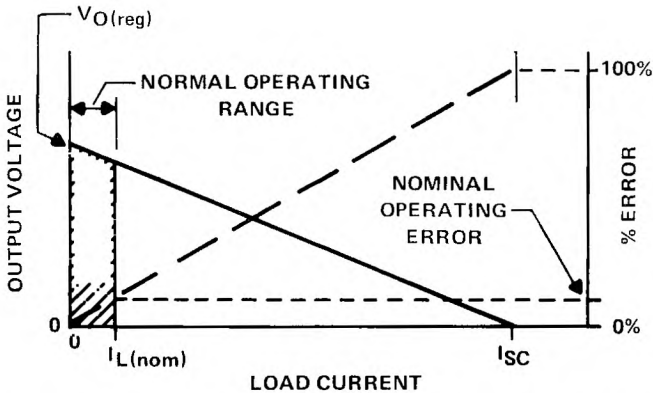 VO(reg)
NORMAL OPERATING
RANGE
100%
OUTPUT VOLTAGE
NOMINAL
OPERATING
ERROR
% ERROR
0
0%
0
IL(nom)
ISC
LOAD CURRENT